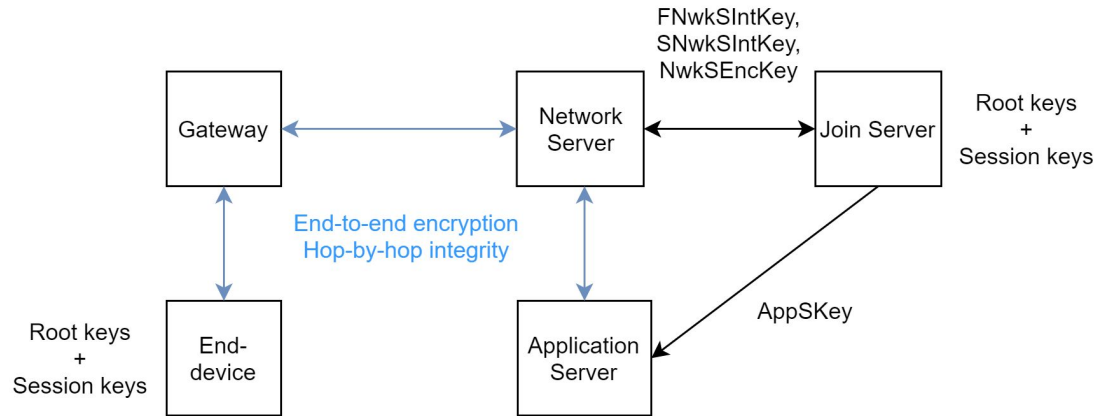 FNwkSIntKey,
SNwkSIntKey,
NwkSEncKey
Gateway
Network
Server
Join Server
Root keys
+
Session keys
End-to-end encryption
Hop-by-hop integrity
AppSKey
Root keys
+
Session keys
End-
device
Application
Server